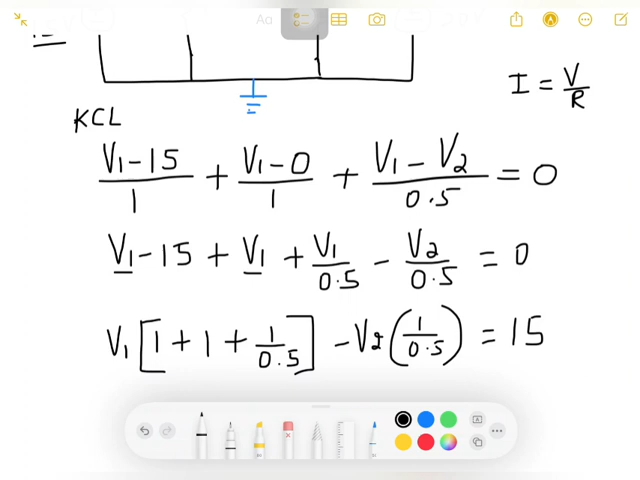 Aa
I = V/R
KCL
(V1 - 15)/1 + (V1 - 0)/1 + (V1 - V2)/0.5 = 0
V1 - 15 + V1 + V1/0.5 - V2/0.5 = 0
V1 [1 + 1 + 1/0.5] - V2 (1/0.5) = 15